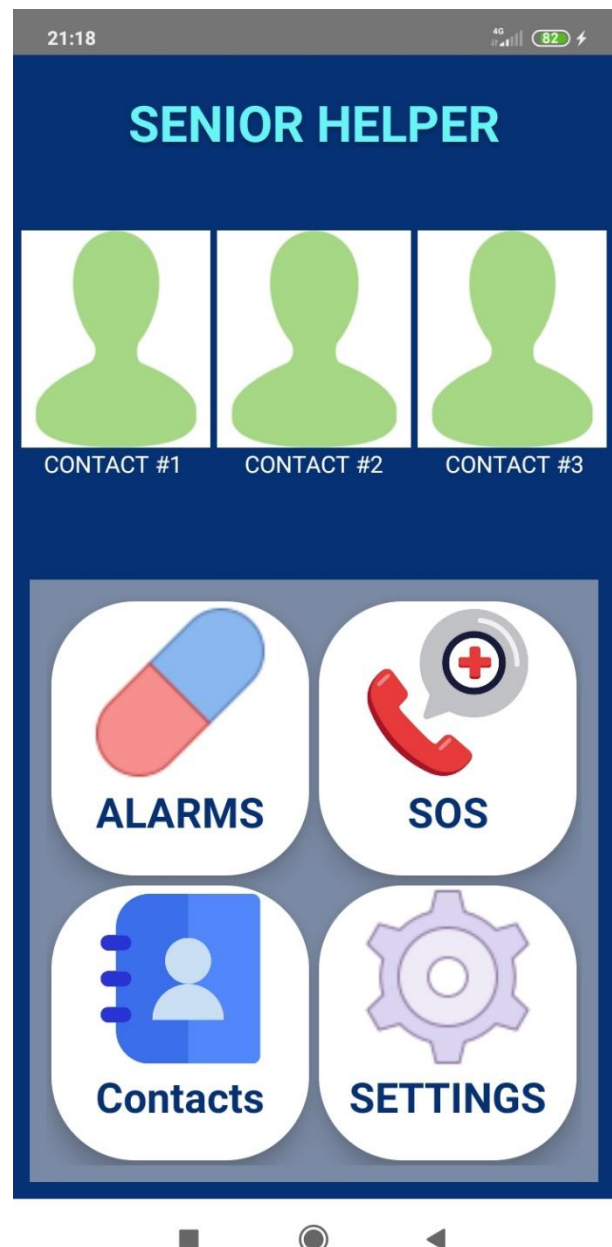 21:18 4G 82
SENIOR HELPER
CONTACT #1 CONTACT #2 CONTACT #3
ALARMS SOS
Contacts SETTINGS